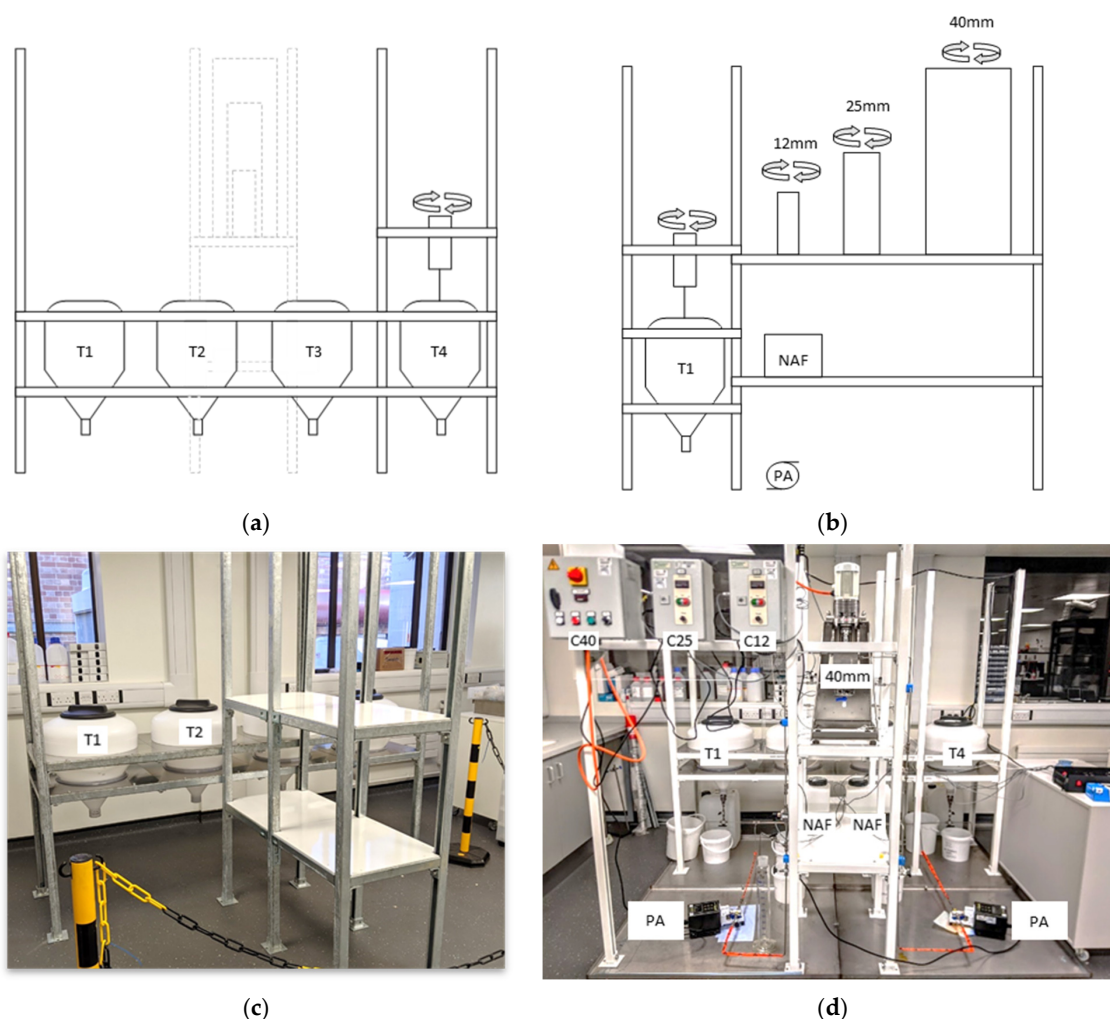 40mm
25mm
12mm
T1
T2
T3
T4
T1
NAF
PA
(a)
(b)
T1
T2
C40
C25
C12
40mm
T1
T4
NAF
NAF
PA
PA
(c)
(d)